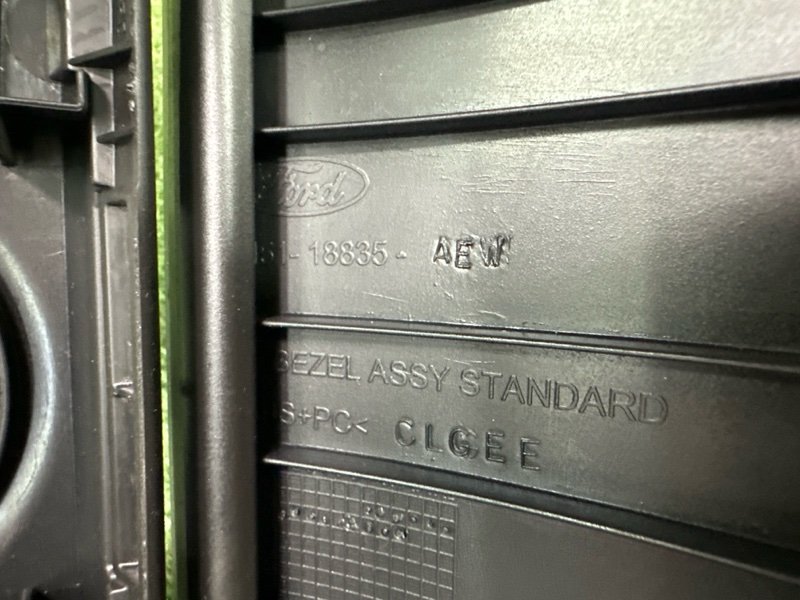 Ford
18835- AEW
BEZEL ASSY STANDARD
S+PC< CLGEE